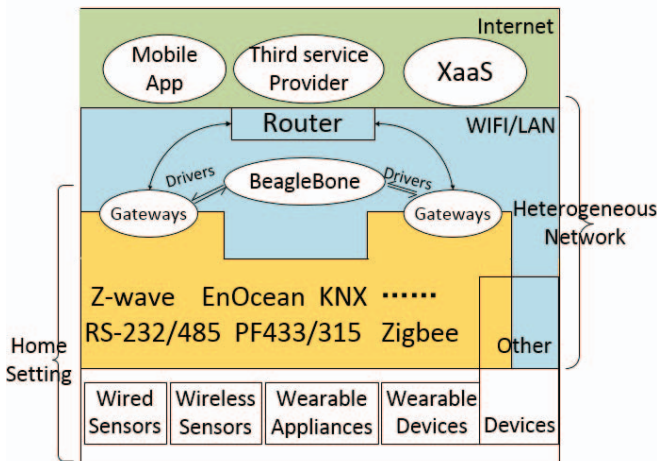 Internet
Mobile
App
Third service
Provider
XaaS
Router
WIFI/LAN
Drivers
BeagleBone
Drivers
Gateways
Gateways
Heterogeneous
Network
Z-wave EnOcean KNX ······
RS-232/485 PF433/315 Zigbee
Other
Home
Setting
Wired
Sensors
Wireless
Sensors
Wearable
Appliances
Wearable
Devices
Devices